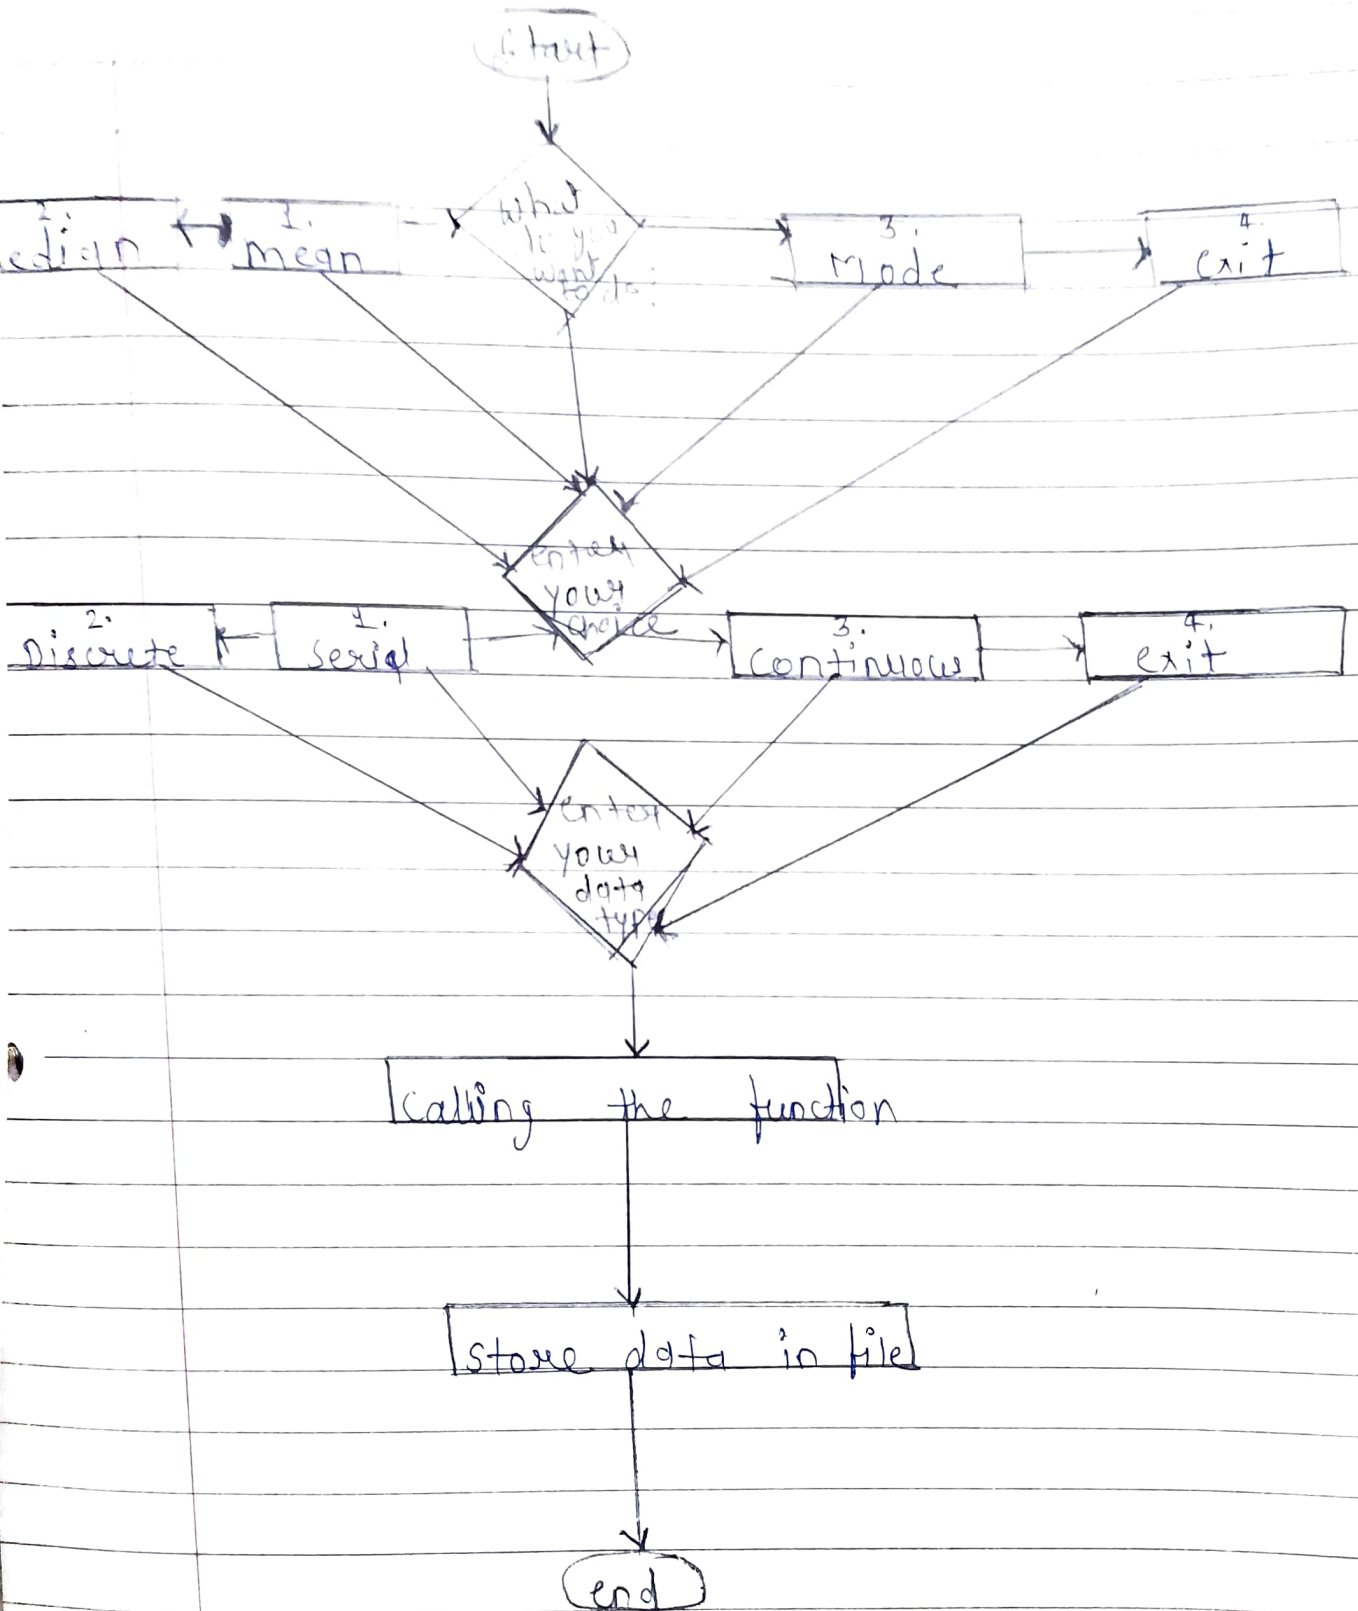 Start
What
do you
want
to do:
2.
edian
1.
mean
3.
Mode
4.
exit
enter
your
choice
2.
Discrete
1.
Serial
3.
Continuous
4.
exit
enter
your
data
type
Calling the function
Store data in file
end